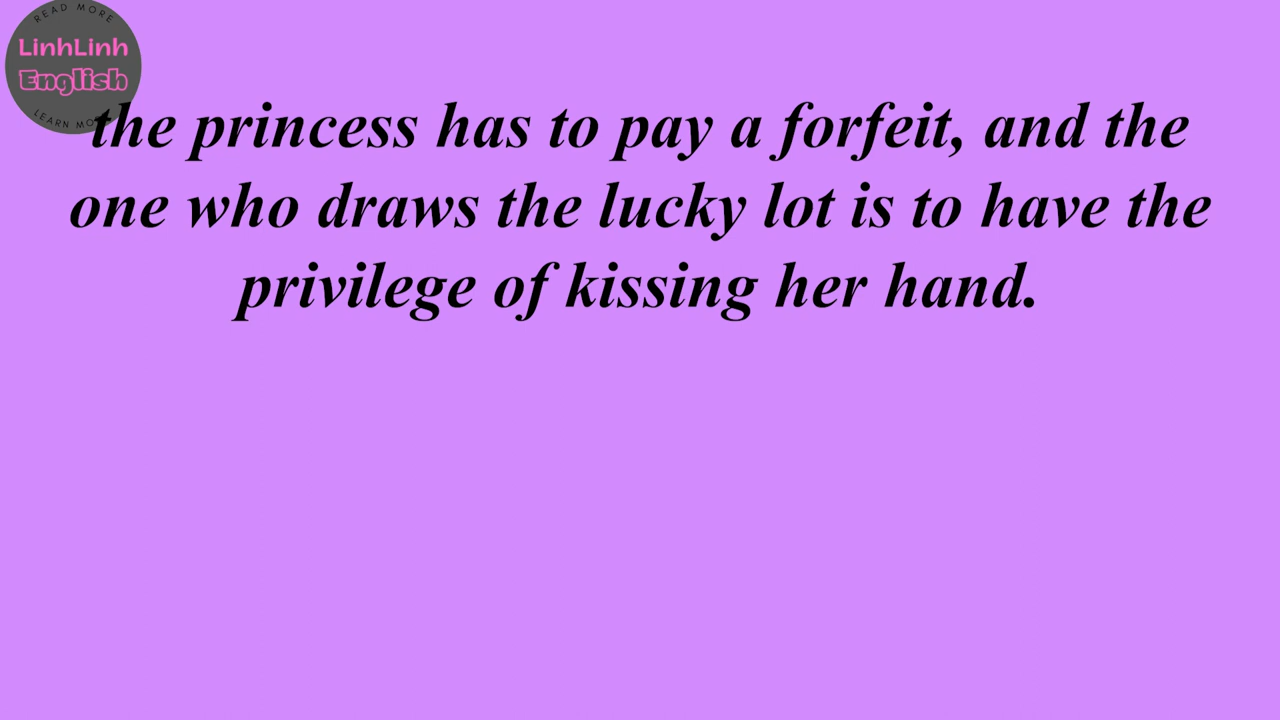 READ MORE
LinhLinh
English
LEARN MO
the princess has to pay a forfeit, and the
one who draws the lucky lot is to have the
privilege of kissing her hand.